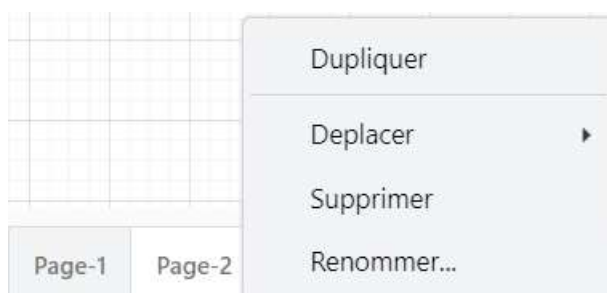 Dupliquer
Deplacer
Supprimer
Renommer...
Page-1 Page-2